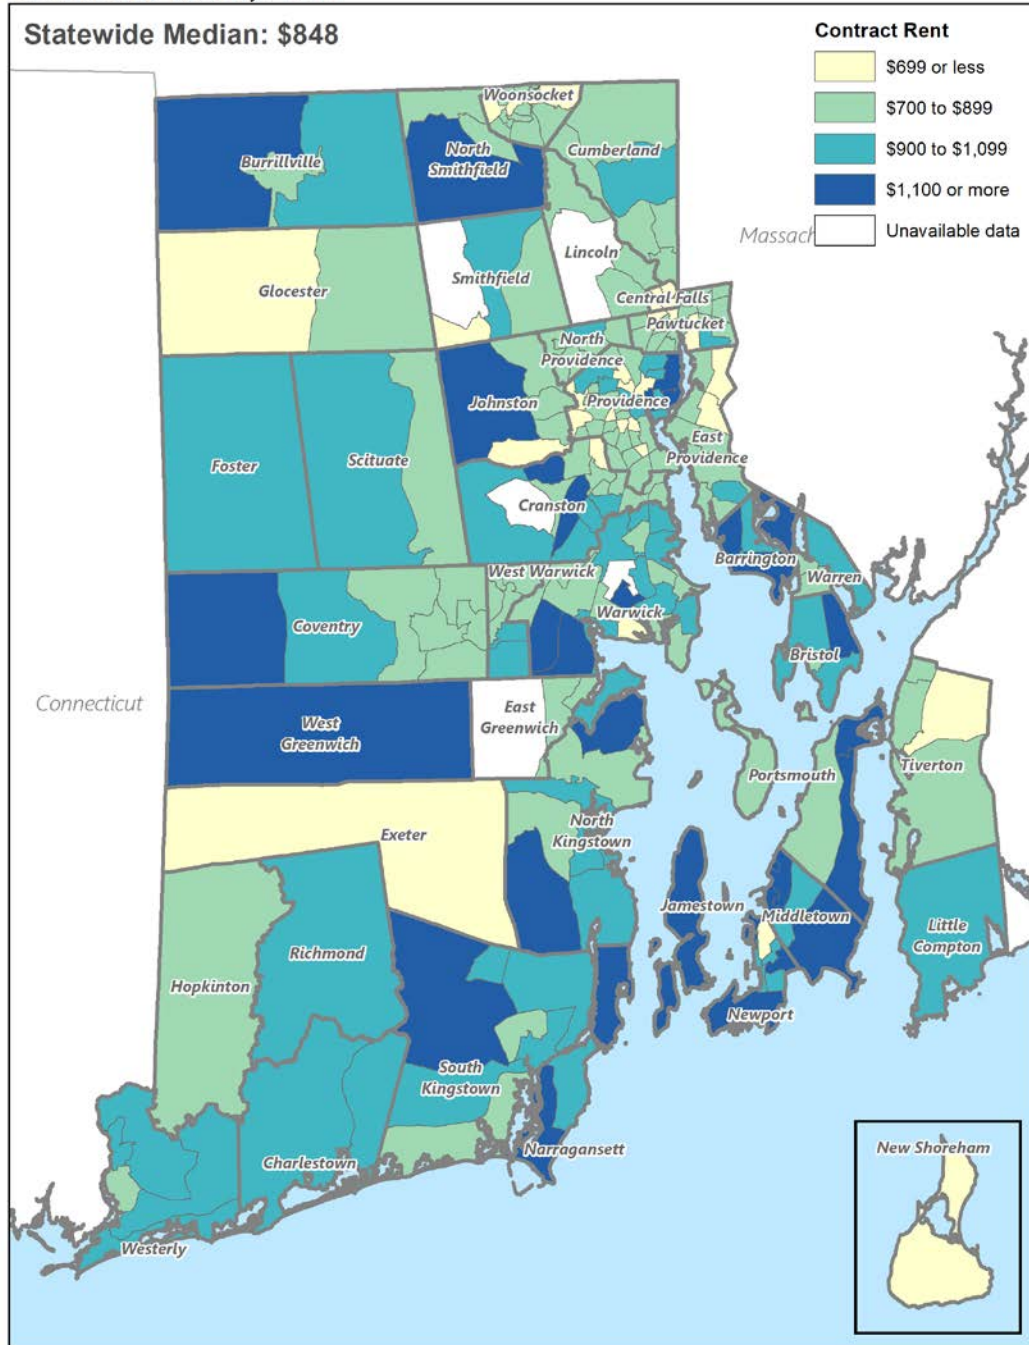 Statewide Median: $848
Contract Rent
$699 or less
$700 to $899
$900 to $1,099
$1,100 or more
Unavailable data
Woonsocket
Burrillville
North
Smithfield
Cumberland
Massach
Glocester
Smithfield
Lincoln
Central Falls
Pawtucket
North
Providence
Johnston
Providence
East
Providence
Foster
Scituate
Cranston
Barrington
Warren
West Warwick
Warwick
Coventry
Bristol
Connecticut
West
Greenwich
East
Greenwich
Portsmouth
Tiverton
Exeter
North
Kingstown
Jamestown
Middletown
Little
Compton
Richmond
Hopkinton
Newport
South
Kingstown
Narragansett
Charlestown
Westerly
New Shoreham